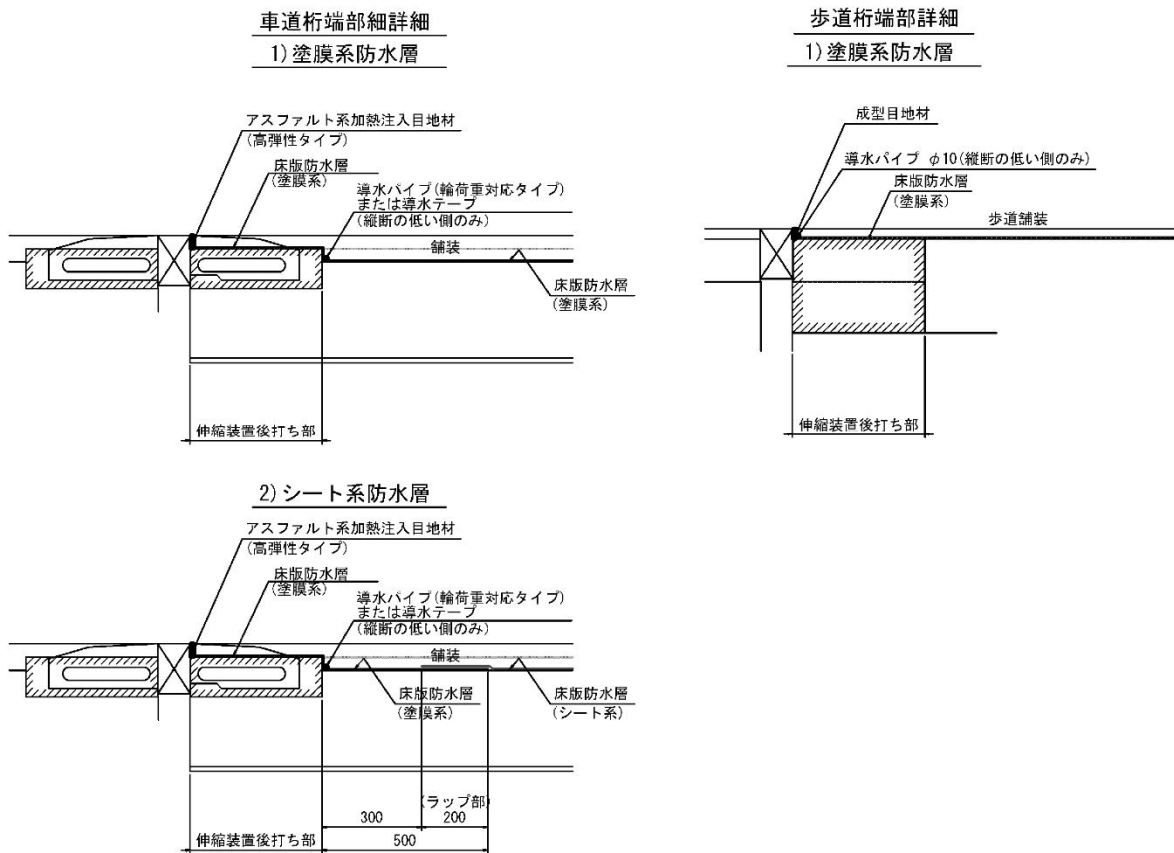 車道桁端部細詳細
1)塗膜系防水層
アスファルト系加熱注入目地材
(高弾性タイプ)
床版防水層
(塗膜系)
導水パイプ(輪荷重対応タイプ)
または導水テープ
(縦断の低い側のみ)
舗装
床版防水層
(塗膜系)
伸縮装置後打ち部
歩道桁端部詳細
1)塗膜系防水層
成型目地材
導水パイプ φ10(縦断の低い側のみ)
床版防水層
(塗膜系)
歩道舗装
伸縮装置後打ち部
2)シート系防水層
アスファルト系加熱注入目地材
(高弾性タイプ)
床版防水層
(塗膜系)
導水パイプ(輪荷重対応タイプ)
または導水テープ
(縦断の低い側のみ)
舗装
床版防水層
(塗膜系)
床版防水層
(シート系)
(ラップ部)
300
200
伸縮装置後打ち部
500